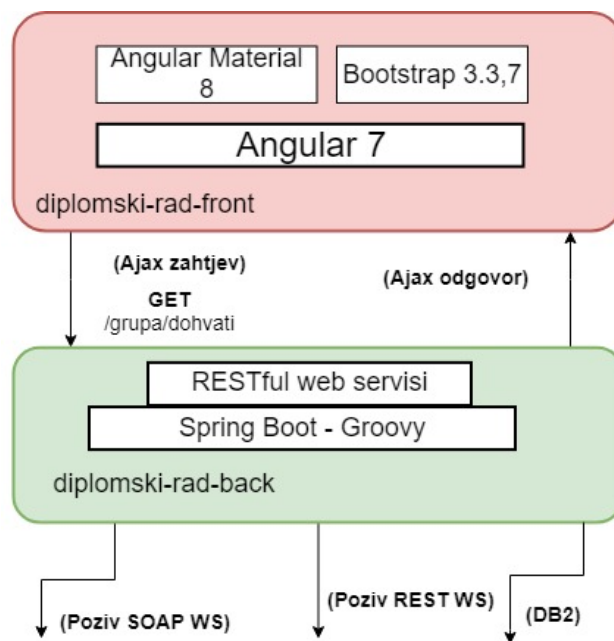 Angular Material
8
Bootstrap 3.3,7
Angular 7
diplomski-rad-front
(Ajax zahtjev)
(Ajax odgovor)
GET
/grupa/dohvati
RESTful web servisi
Spring Boot - Groovy
diplomski-rad-back
(Poziv SOAP WS)
(Poziv REST WS)
(DB2)